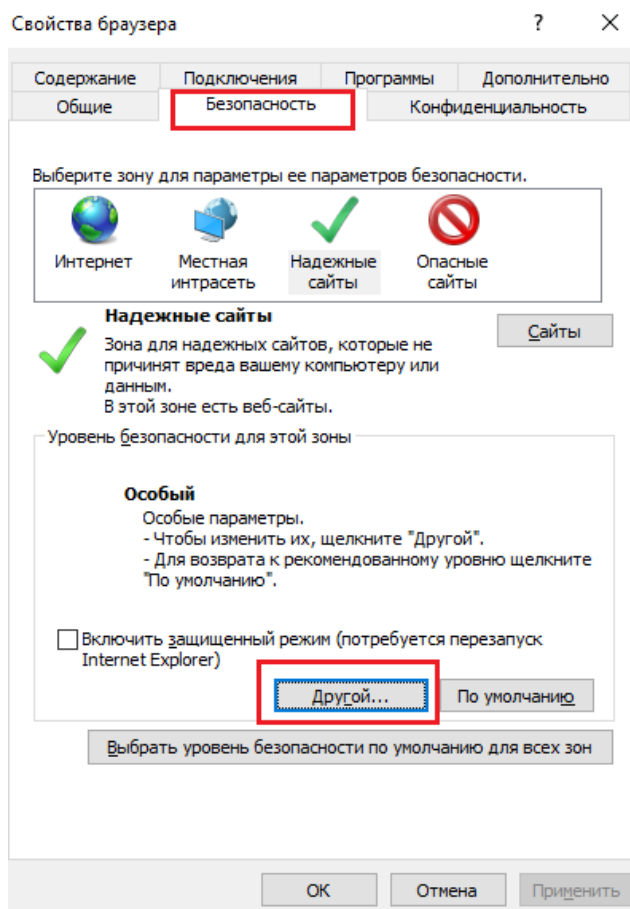 Свойства браузера ? ×
Содержание Подключения Программы Дополнительно
Общие Безопасность Конфиденциальность
Выберите зону для параметры ее параметров безопасности.
Интернет Местная интрасеть Надежные сайты Опасные сайты
Надежные сайты
Сайты
Зона для надежных сайтов, которые не
причинят вреда вашему компьютеру или
данным.
В этой зоне есть веб-сайты.
Уровень безопасности для этой зоны
Особый
Особые параметры.
- Чтобы изменить их, щелкните "Другой".
- Для возврата к рекомендованному уровню щелкните
"По умолчанию".
Включить защищенный режим (потребуется перезапуск
Internet Explorer)
Другой... По умолчанию
Выбрать уровень безопасности по умолчанию для всех зон
ОК Отмена Применить